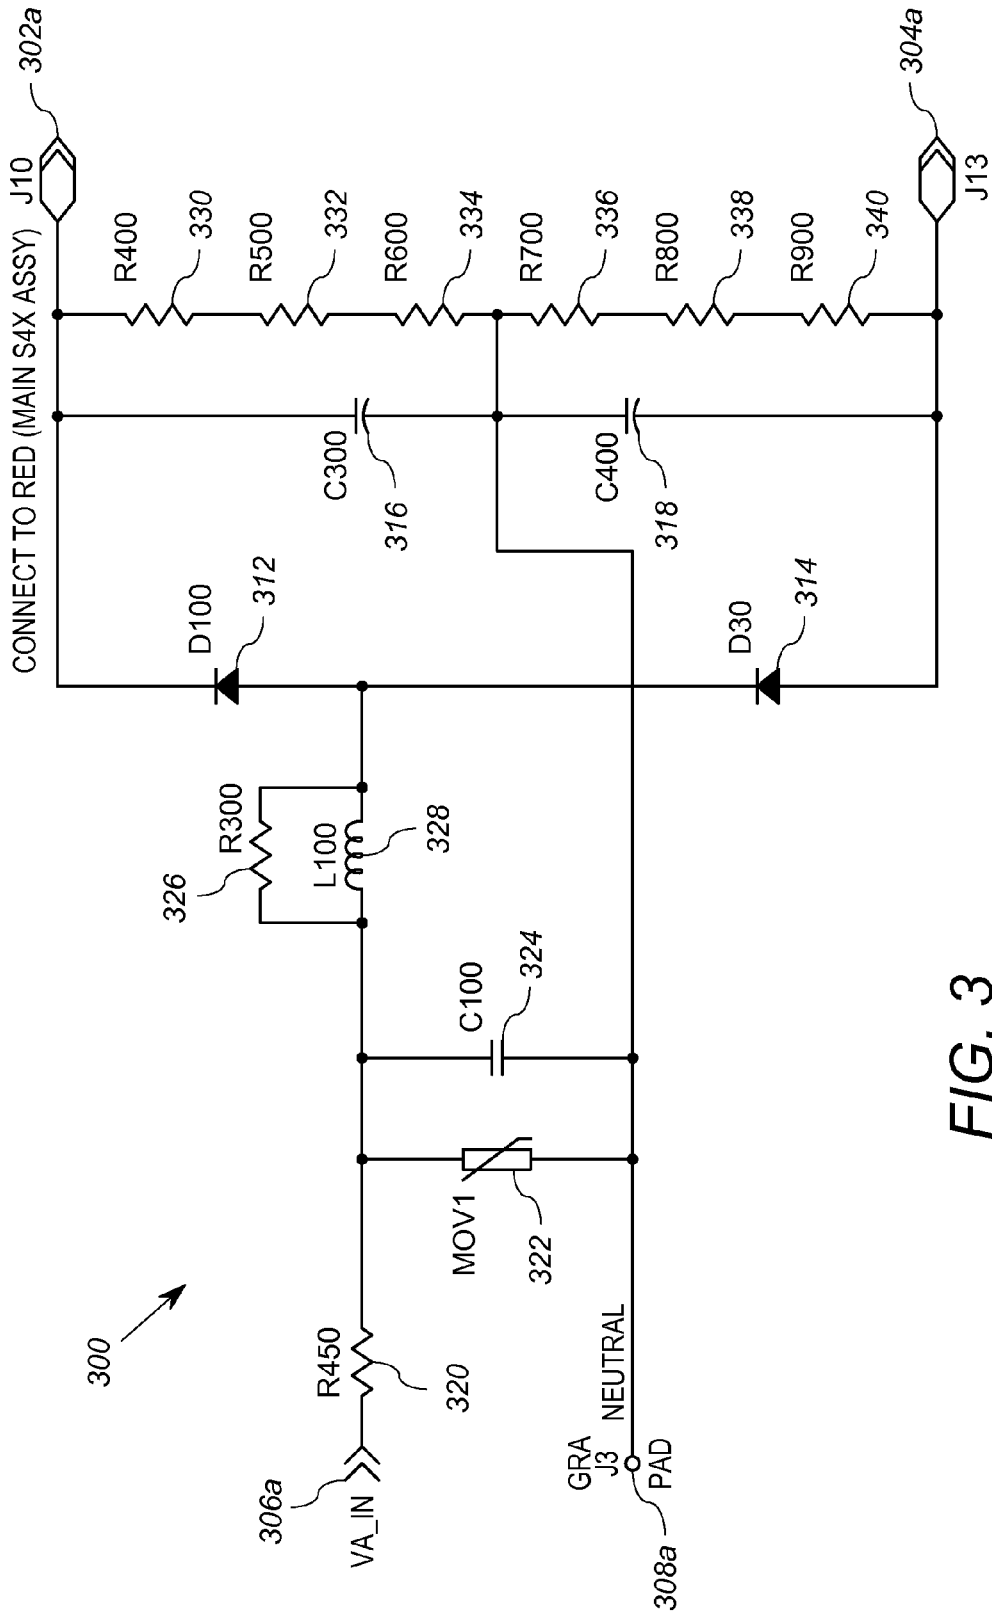 CONNECT TO RED (MAIN S4X ASSY)
J10
302a
D100
312
C300
316
R400
330
R500
332
R600
334
R700
336
R800
338
R900
340
C400
318
D30
314
J13
304a
326
R300
L100
328
C100
324
MOV1
322
300
R450
320
306a
VA_IN
NEUTRAL
GRA
J3
PAD
308a
FIG. 3